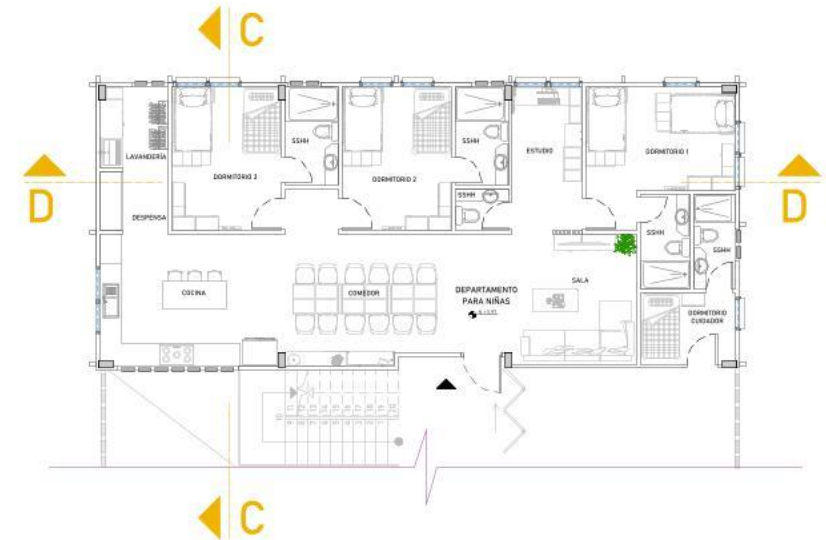 C
LAVANDERÍA
SSHH
SSHH
ESTUDIO
DORMITORIO 1
DORMITORIO 3
DORMITORIO 2
D
D
SSHH
DESPENSA
SSHH
SSHH
SALA
COCINA
COMEDOR
DEPARTAMENTO
PARA NIÑAS
DORMITORIO
CUIDADOR
C